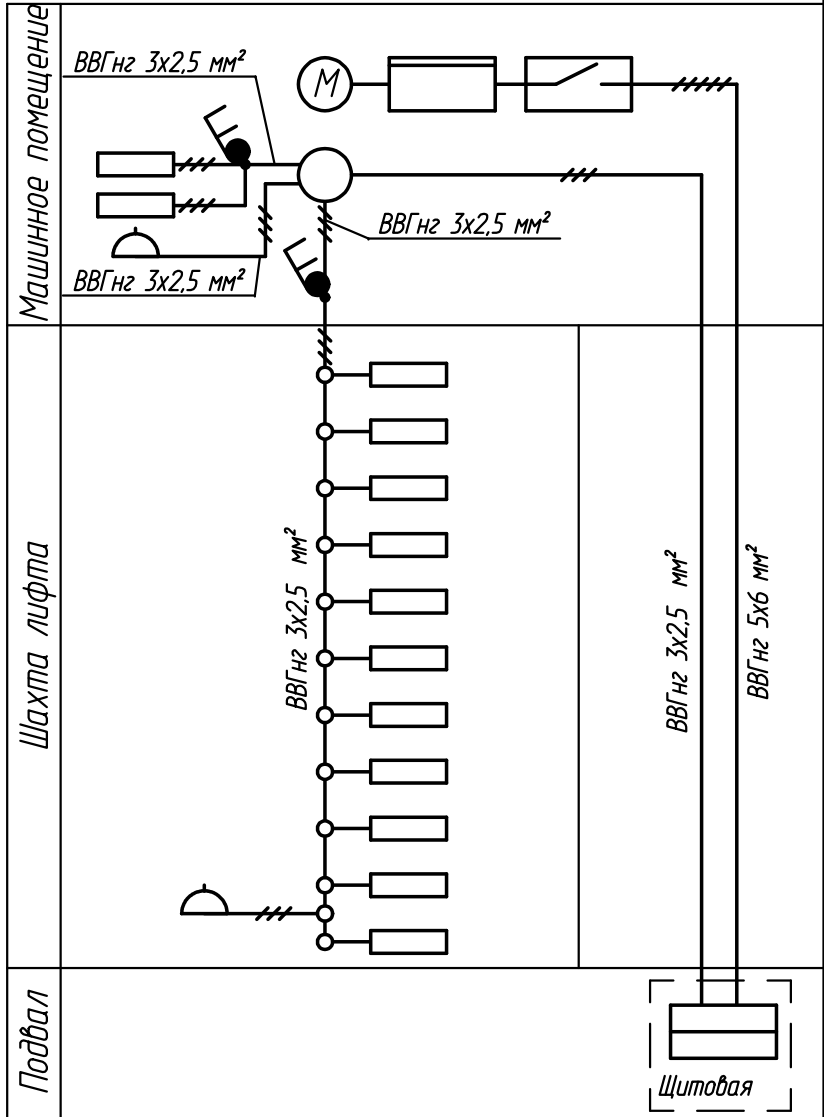 Машинное помещение
ВВГнг 3х2,5 мм²
М
ВВГнг 3х2,5 мм²
ВВГнг 3х2,5 мм²
Шахта лифта
ВВГнг 3х2,5 мм²
ВВГнг 3х2,5 мм²
ВВГнг 5х6 мм²
Подвал
Щитовая